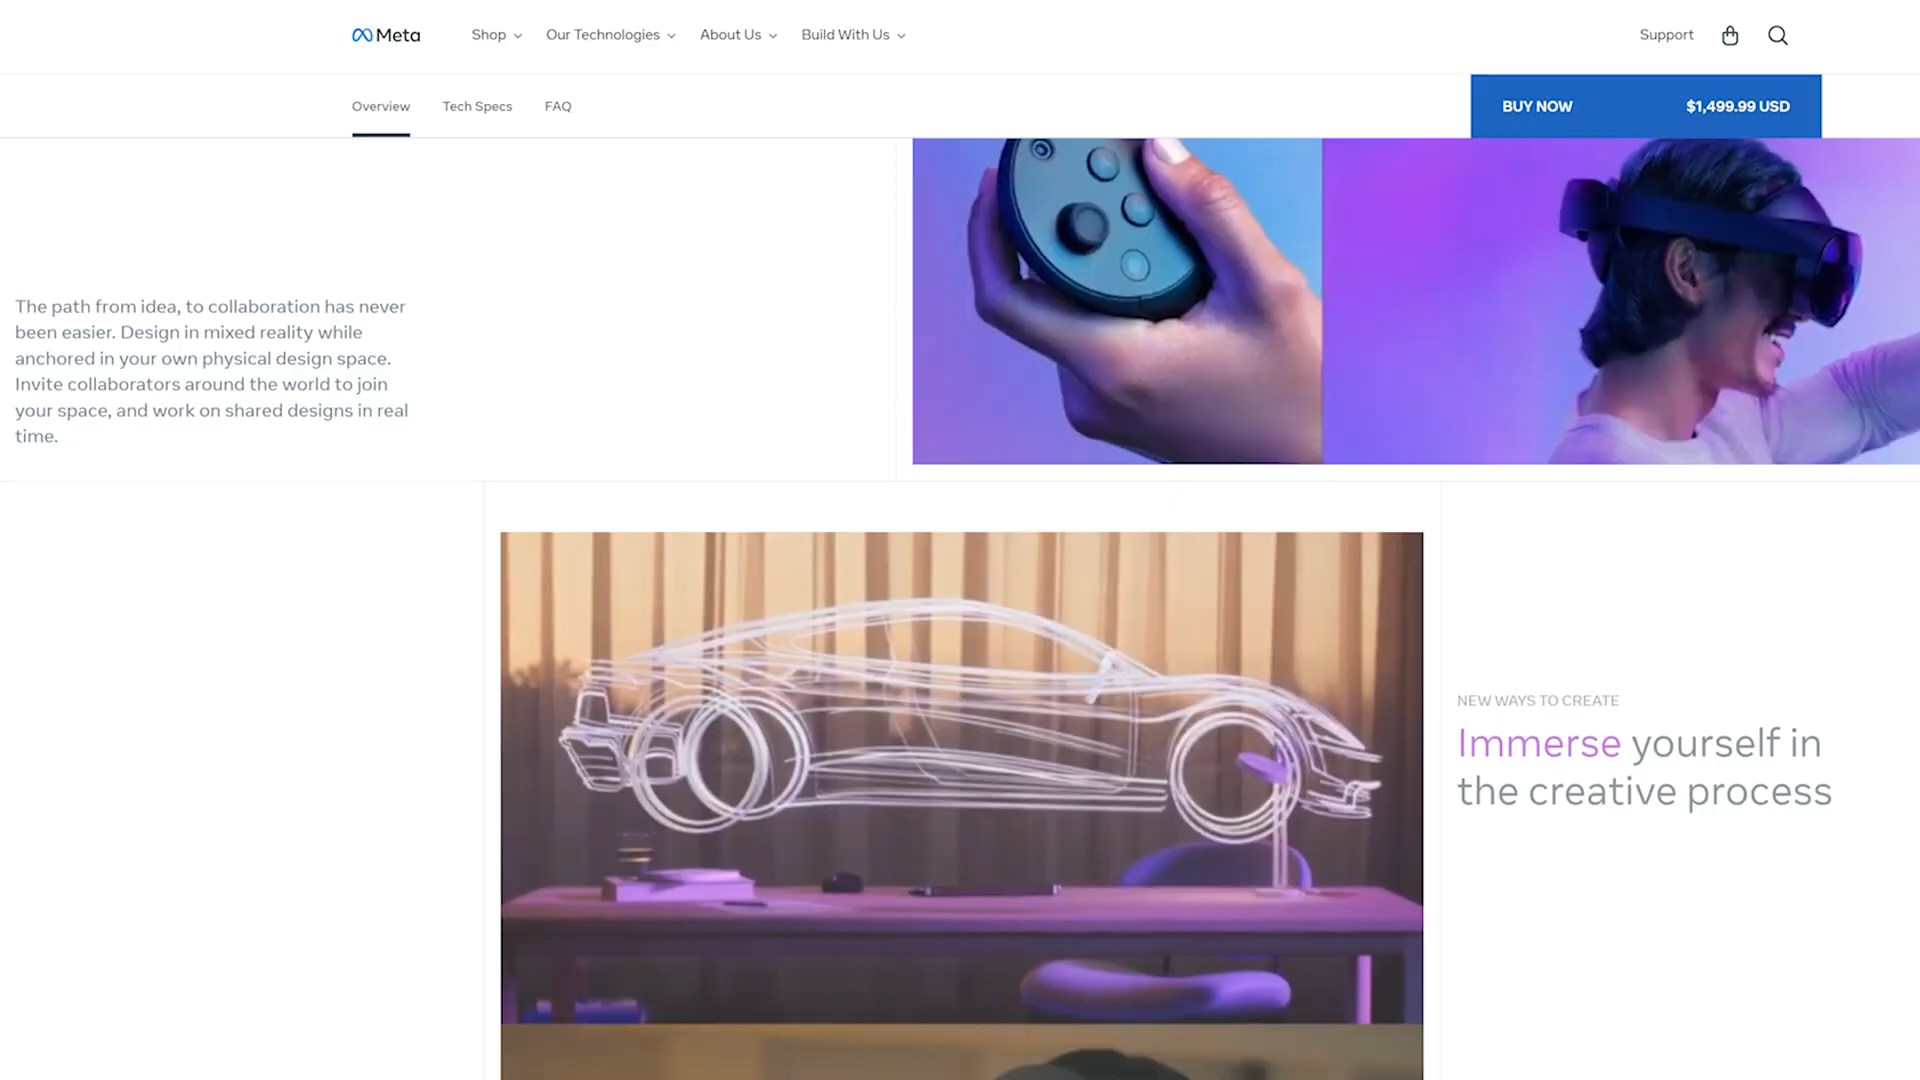 Meta
Shop
Our Technologies
About Us
Build With Us
Support
Overview
Tech Specs
FAQ
BUY NOW
$1,499.99 USD
The path from idea, to collaboration has never
been easier. Design in mixed reality while
anchored in your own physical design space.
Invite collaborators around the world to join
your space, and work on shared designs in real
time.
NEW WAYS TO CREATE
Immerse yourself in
the creative process